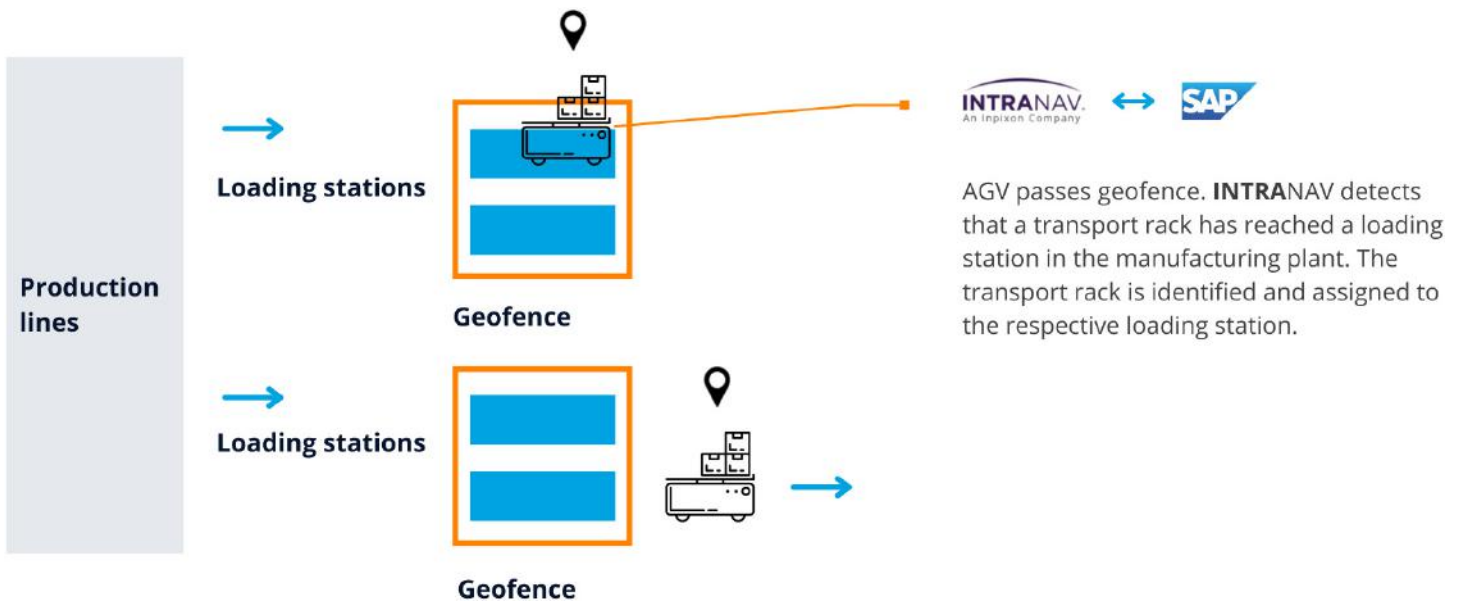 Production
lines
Loading stations
Geofence
Loading stations
Geofence
INTRANAV.
An Inpixon Company
SAP
AGV passes geofence. INTRANAV detects
that a transport rack has reached a loading
station in the manufacturing plant. The
transport rack is identified and assigned to
the respective loading station.